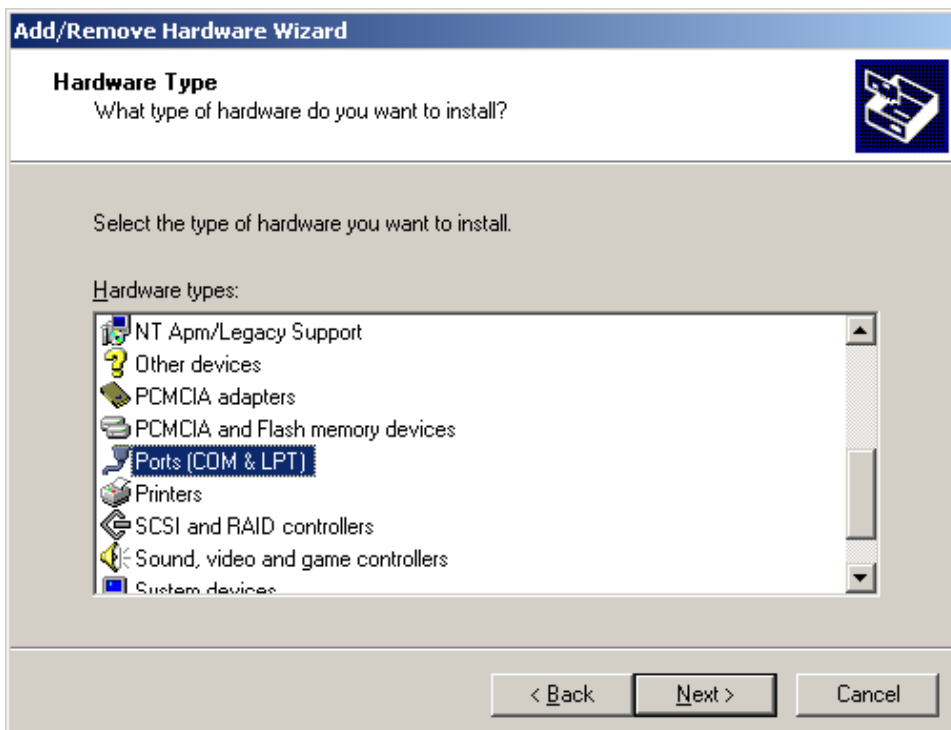 Add/Remove Hardware Wizard
Hardware Type
What type of hardware do you want to install?
Select the type of hardware you want to install.
Hardware types:
NT Apm/Legacy Support
Other devices
PCMCIA adapters
PCMCIA and Flash memory devices
Ports (COM & LPT)
Printers
SCSI and RAID controllers
Sound, video and game controllers
System devices
< Back Next > Cancel